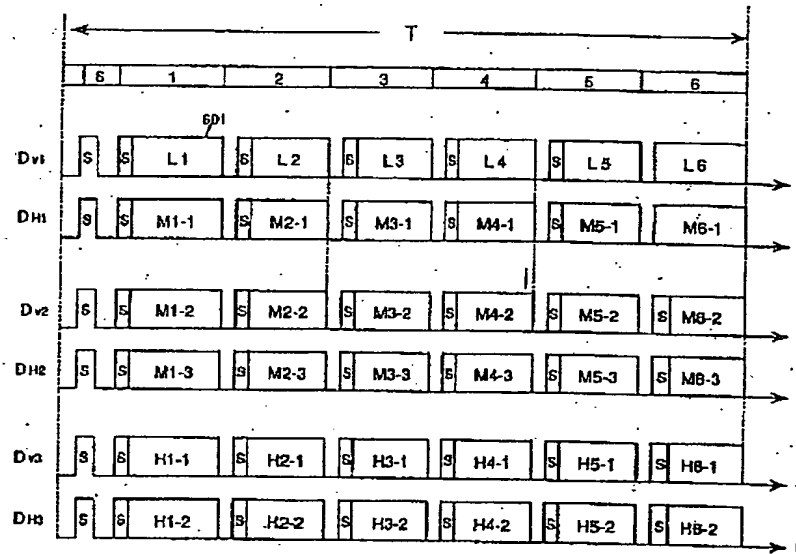 T
S 1 2 3 4 5 6
601
Dv1 S S L1 S L2 S L3 S L4 S L5 L6
DH1 S S M1-1 S M2-1 S M3-1 S M4-1 S M5-1 M6-1
Dv2 S S M1-2 S M2-2 S M3-2 S M4-2 S M5-2 S M6-2
DH2 S S M1-3 S M2-3 S M3-3 S M4-3 S M5-3 S M6-3
Dv3 S S H1-1 S H2-1 S H3-1 S H4-1 S H5-1 S H6-1
DH3 S S H1-2 S H2-2 S H3-2 S H4-2 S H5-2 S H6-2